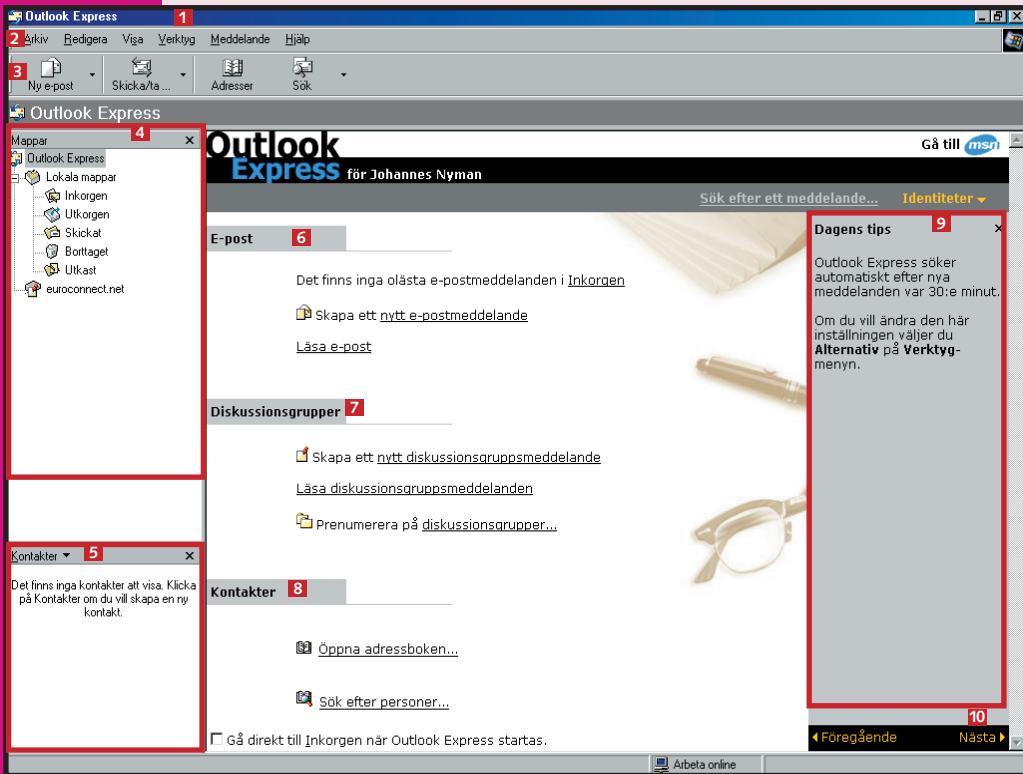 Outlook Express 1
2 Arkiv Redigera Visa Verktyg Meddelande Hjälp
3 Ny e-post Skicka/ta ... Adresser Sök
Outlook Express
4
Mappar x
Outlook Express
Lokala mappar
Inkorgen
Utkorgen
Skickat
Borttaget
Utkast
euroconnect.net
Kontakter 5 x
Det finns inga kontakter att visa. Klicka
på Kontakter om du vill skapa en ny
kontakt.
Outlook
Express för Johannes Nyman
Gå till msn
Sök efter ett meddelande... Identiteter
E-post 6
Det finns inga olästa e-postmeddelanden i Inkorgen
Skapa ett nytt e-postmeddelande
Läsa e-post
Diskussionsgrupper 7
Skapa ett nytt diskussionsgruppsmeddelande
Läsa diskussionsgruppsmeddelanden
Prenumerera på diskussionsgrupper...
Kontakter 8
Öppna adressboken...
Sök efter personer...
Gå direkt till Inkorgen när Outlook Express startas.
Dagens tips 9 x
Outlook Express söker
automatiskt efter nya
meddelanden var 30:e minut.
Om du vill ändra den här
inställningen väljer du
Alternativ på Verktyg-
menyn.
10
Föregående Nästa
Arbeta online